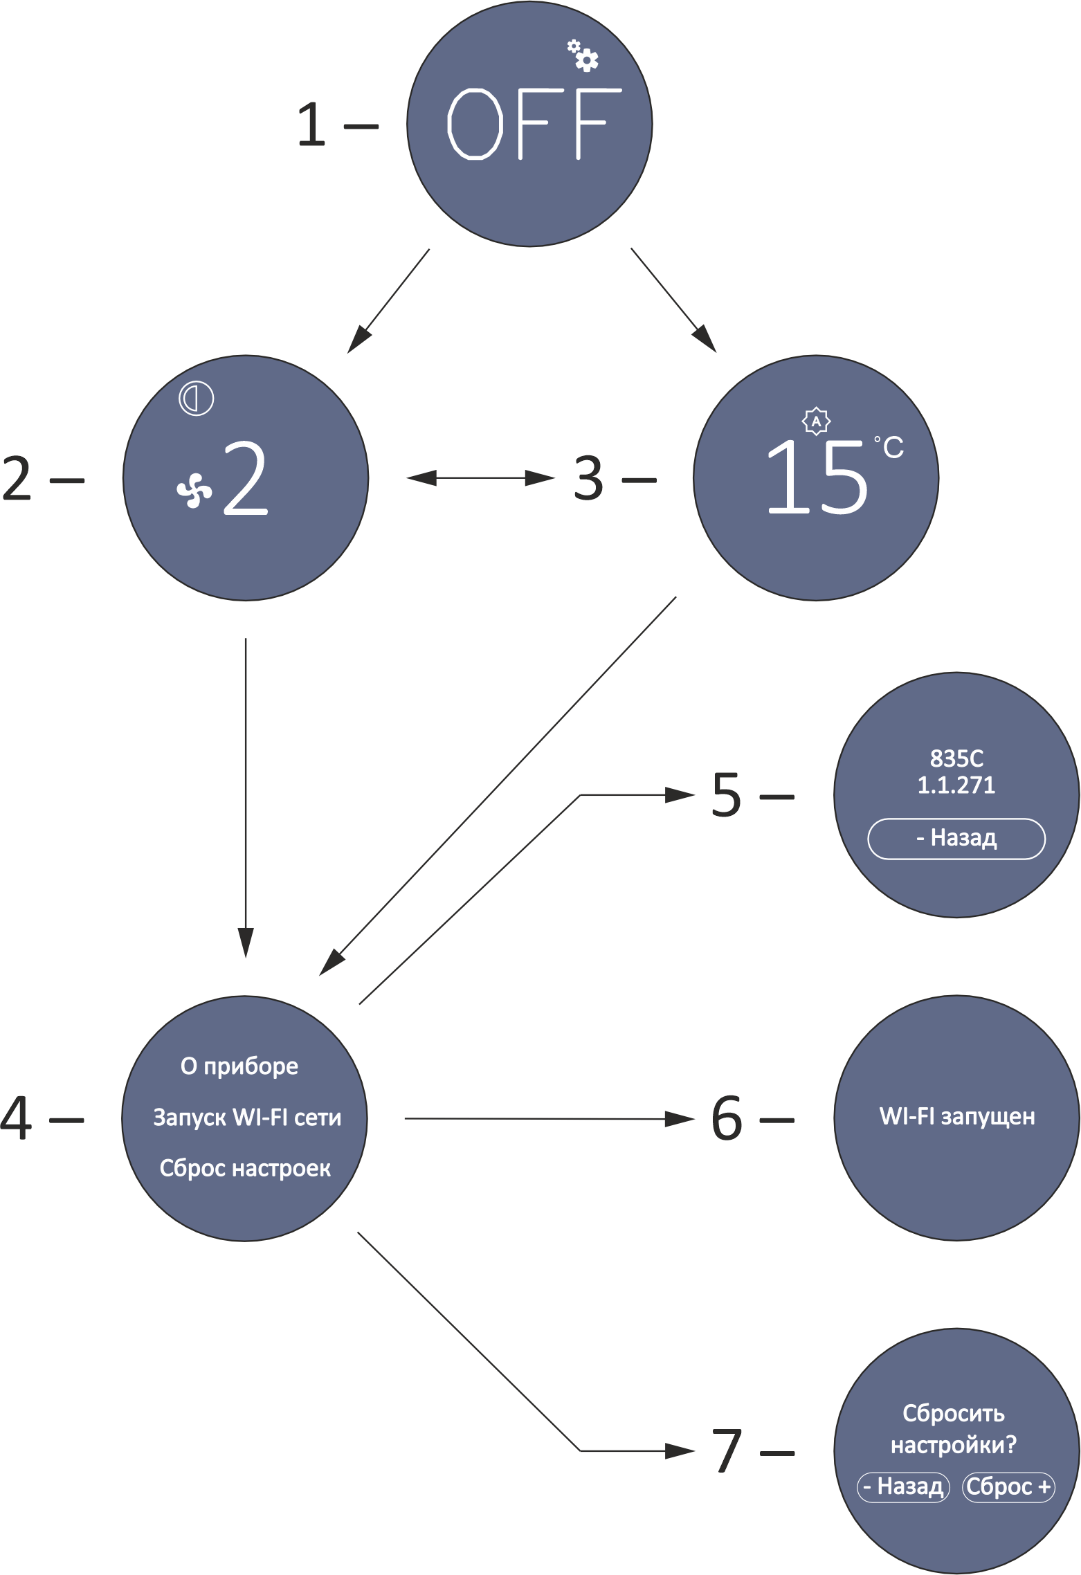 1 –
OFF
2 –
2
3 –
A
15 °C
5 –
835C
1.1.271
- Назад
4 –
О приборе
Запуск WI-FI сети
Сброс настроек
6 –
WI-FI запущен
7 –
Сбросить
настройки?
- Назад Сброс +